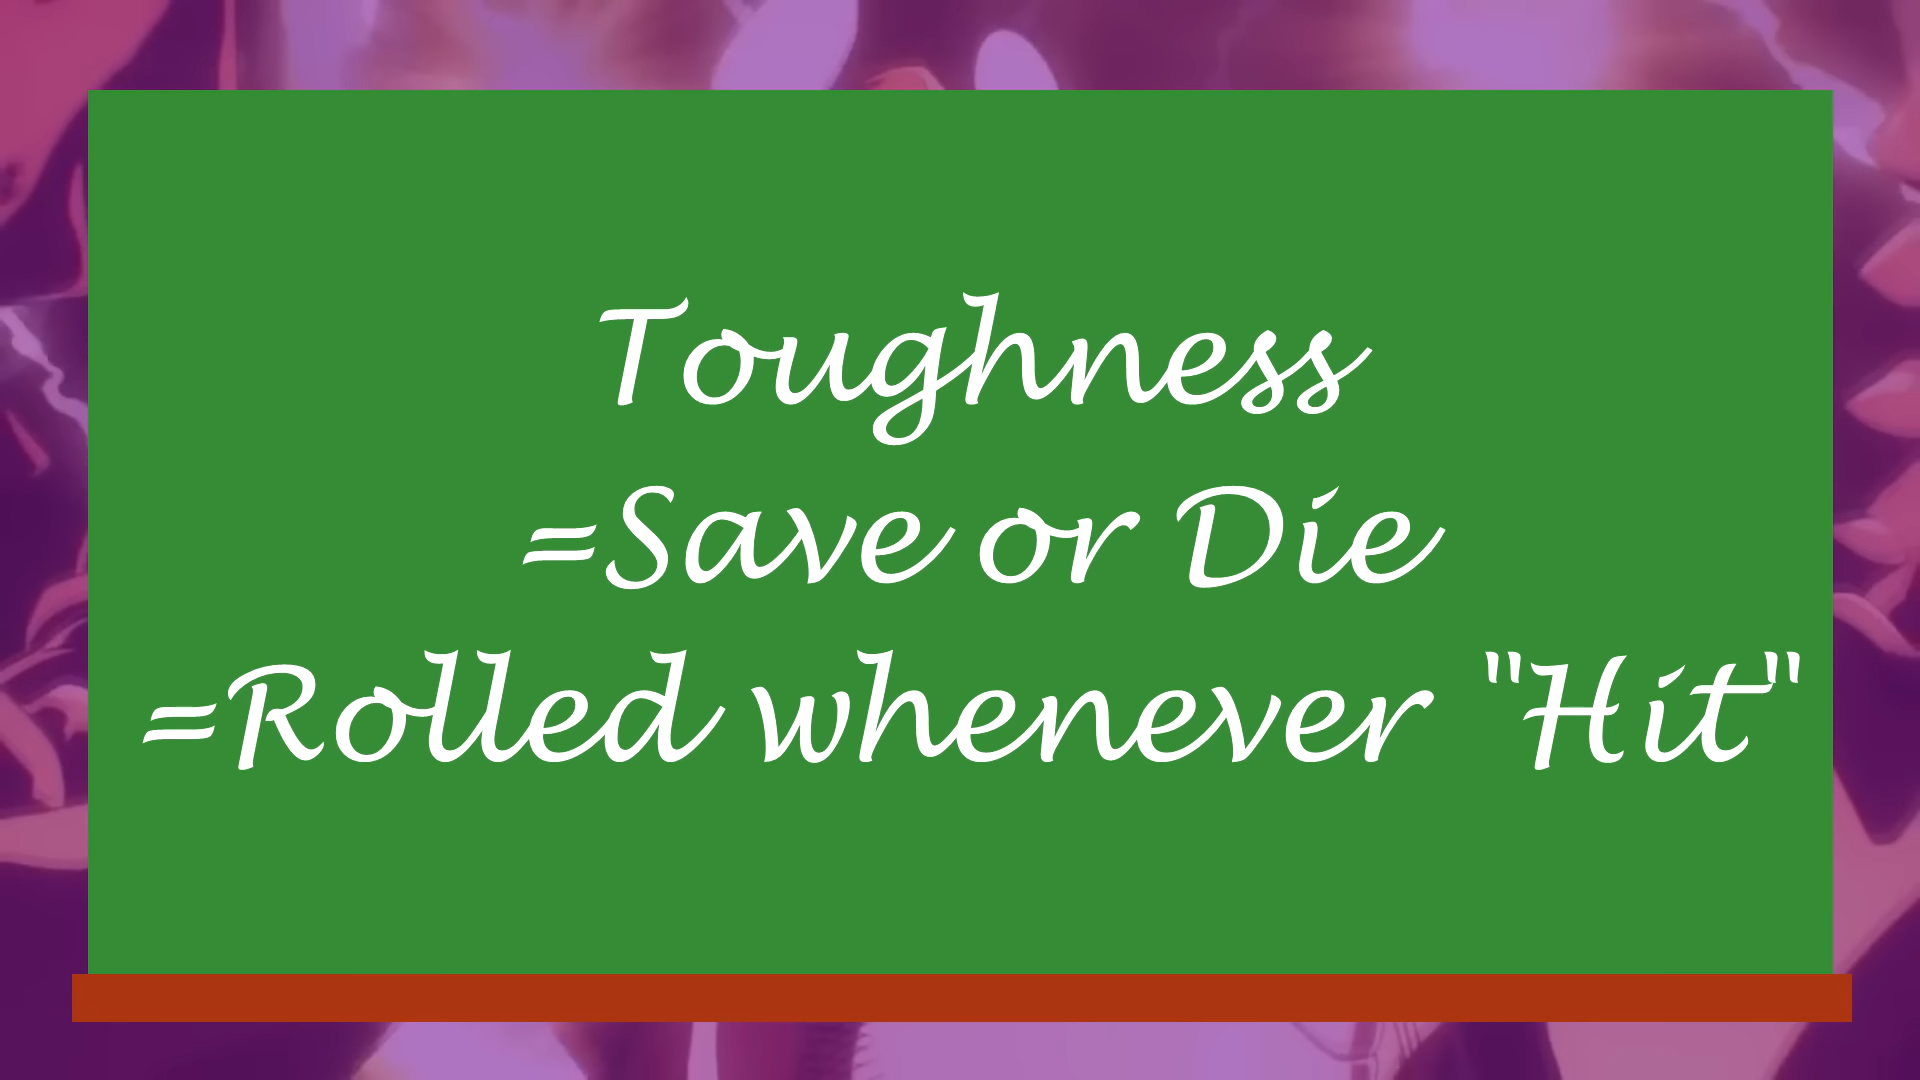 Toughness
=Save or Die
=Rolled whenever "Hit"